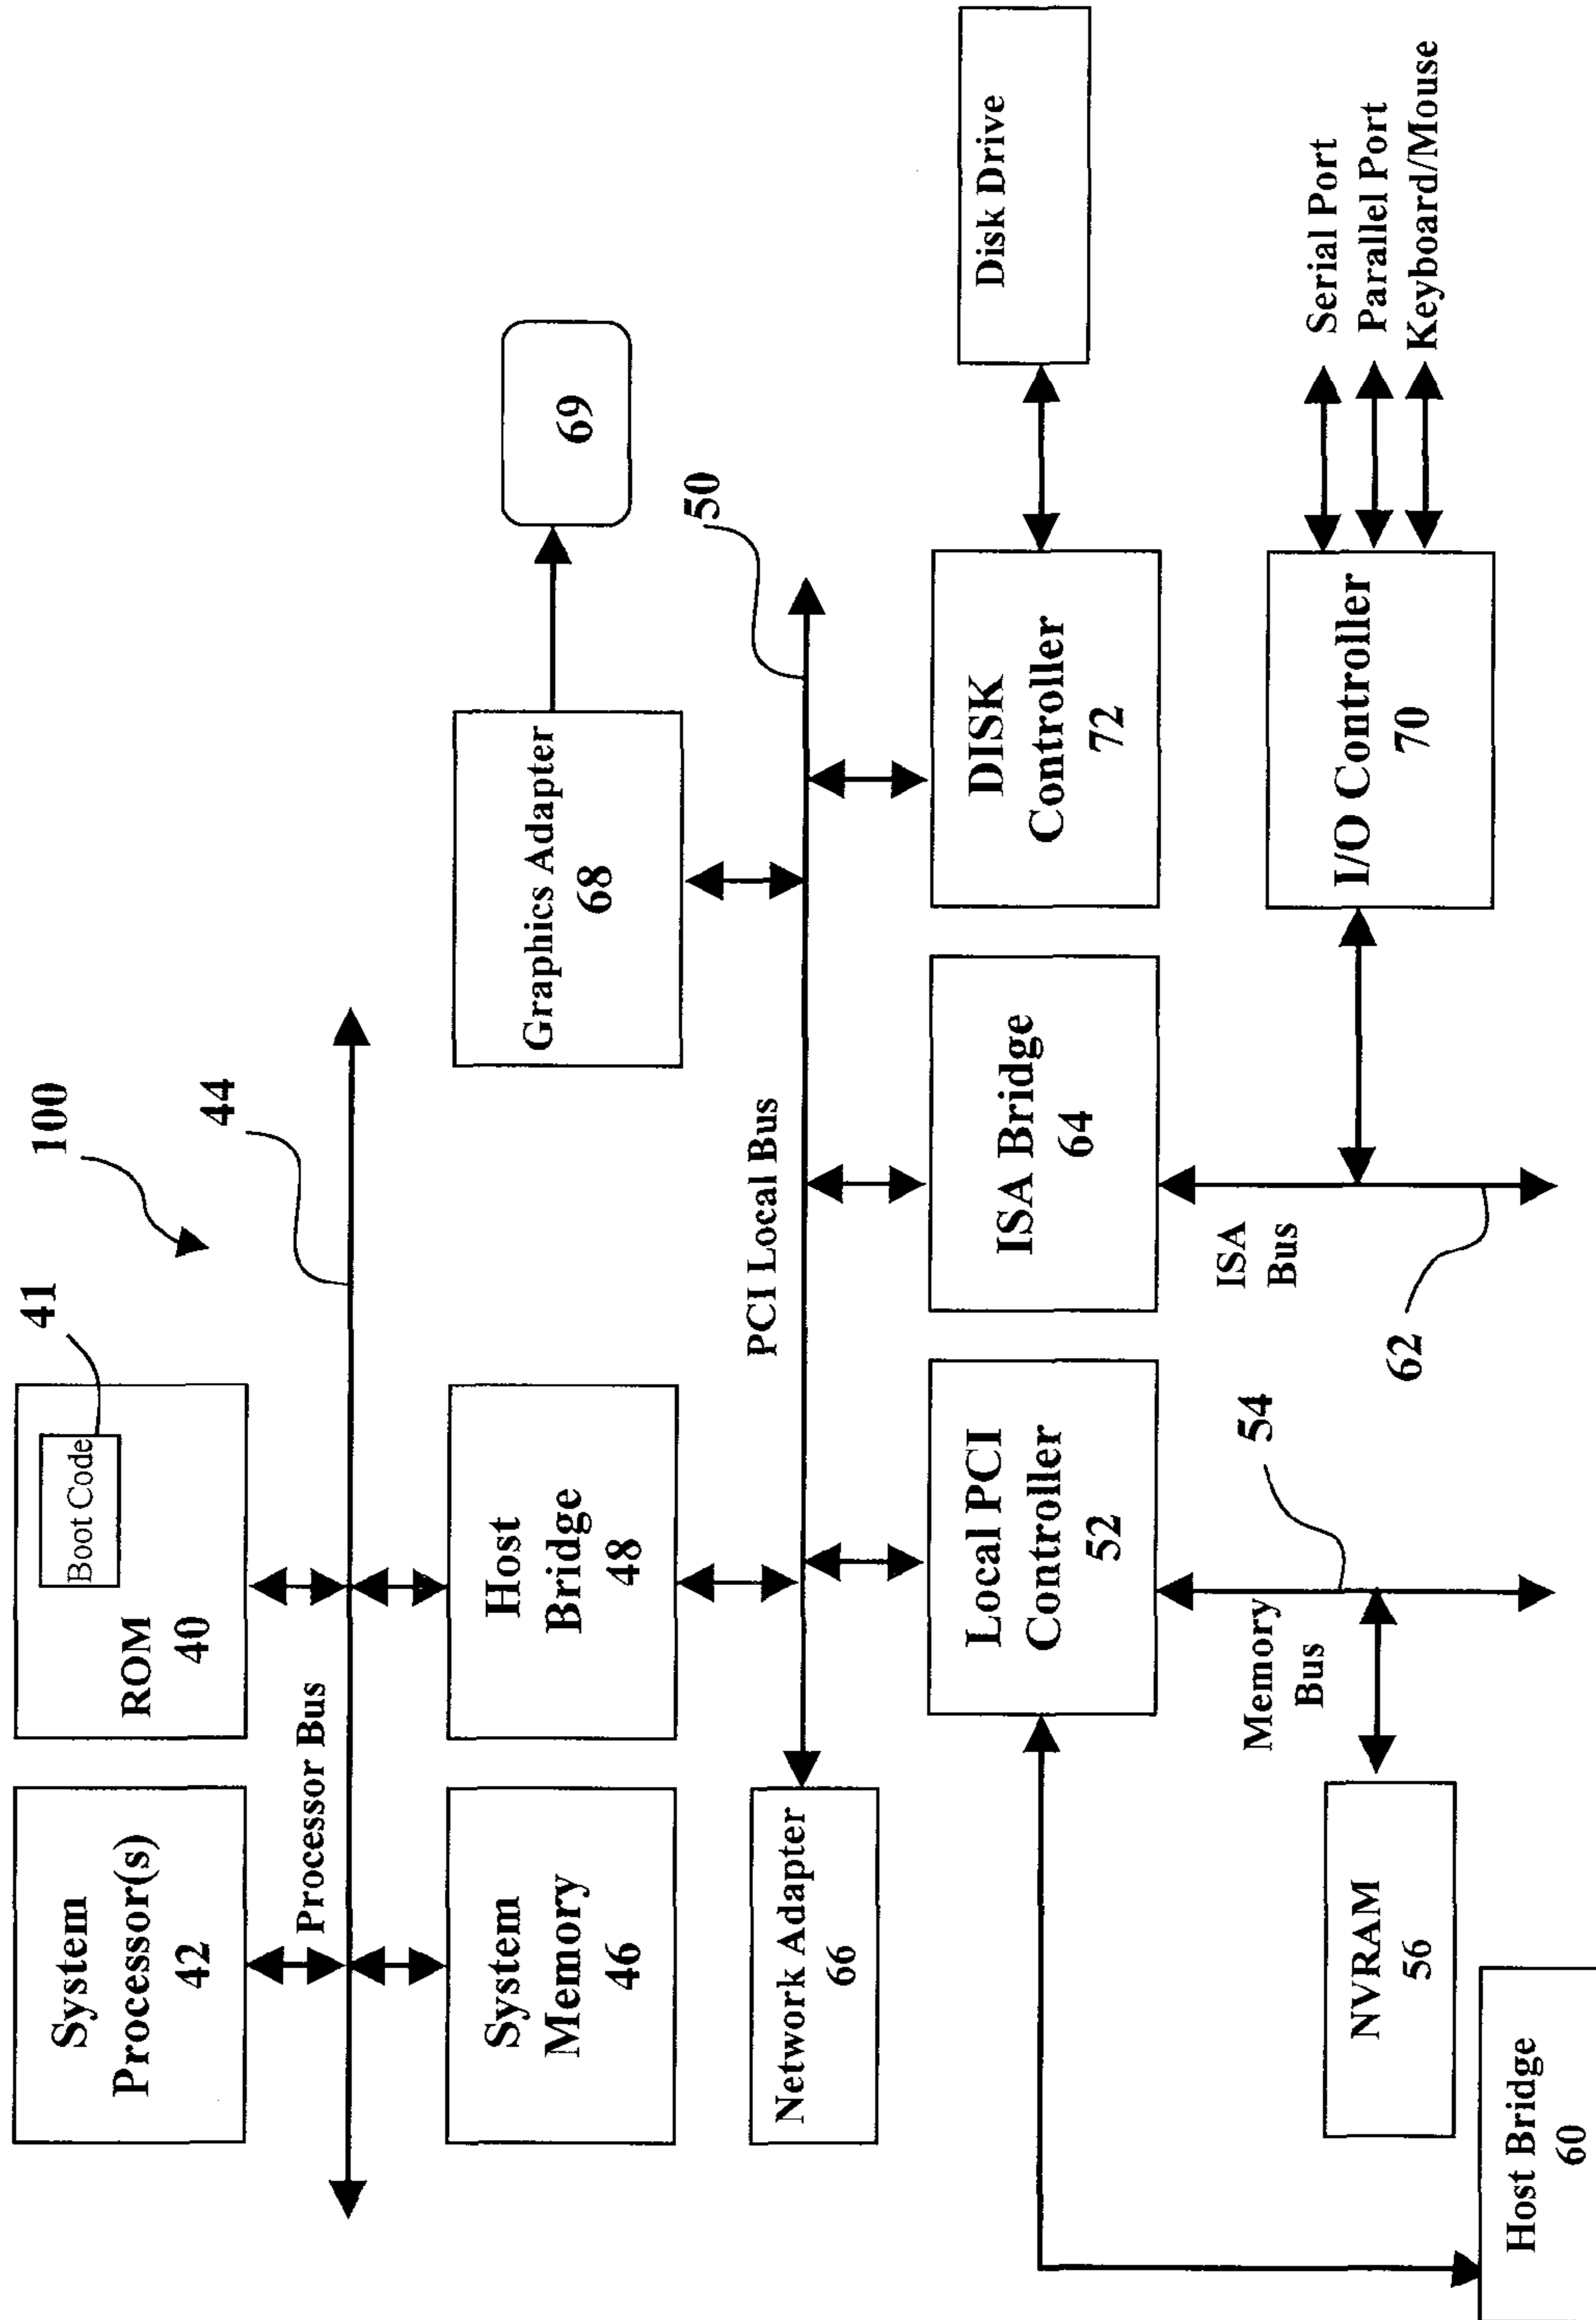 100
System
Processor(s)
42
Boot Code
41
ROM
40
Processor Bus
44
System
Memory
46
Host
Bridge
48
Graphics Adapter
68
69
Network Adapter
66
PCI Local Bus
50
Local PCI
Controller
52
ISA Bridge
64
DISK
Controller
72
Disk Drive
Memory
Bus
54
ISA
Bus
62
NVRAM
56
I/O Controller
70
Serial Port
Parallel Port
Keyboard/Mouse
Host Bridge
60